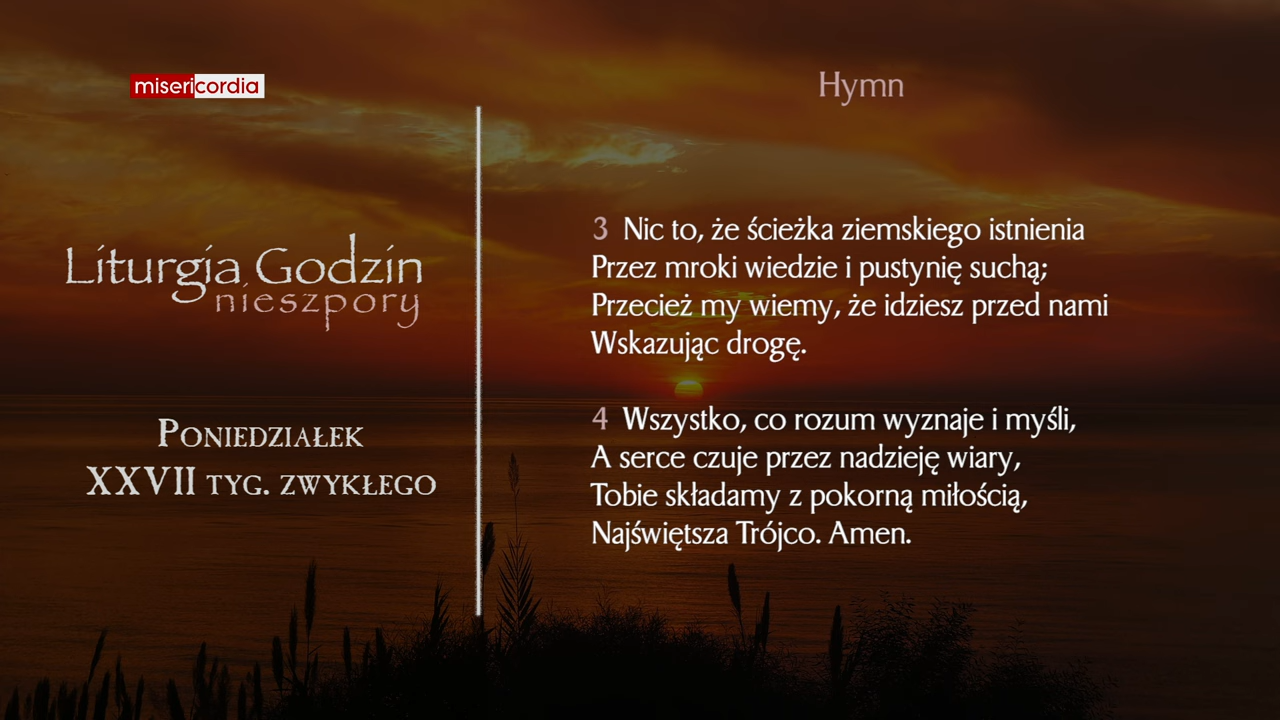 misericordia
Liturgia Godzin
nieszpory
Poniedziałek
XXVII tyg. zwykłego
Hymn
3 Nic to, że ścieżka ziemskiego istnienia
Przez mroki wiedzie i pustynię suchą;
Przecież my wiemy, że idziesz przed nami
Wskazując drogę.
4 Wszystko, co rozum wyznaje i myśli,
A serce czuje przez nadzieję wiary,
Tobie składamy z pokorną miłością,
Najświętsza Trójco. Amen.